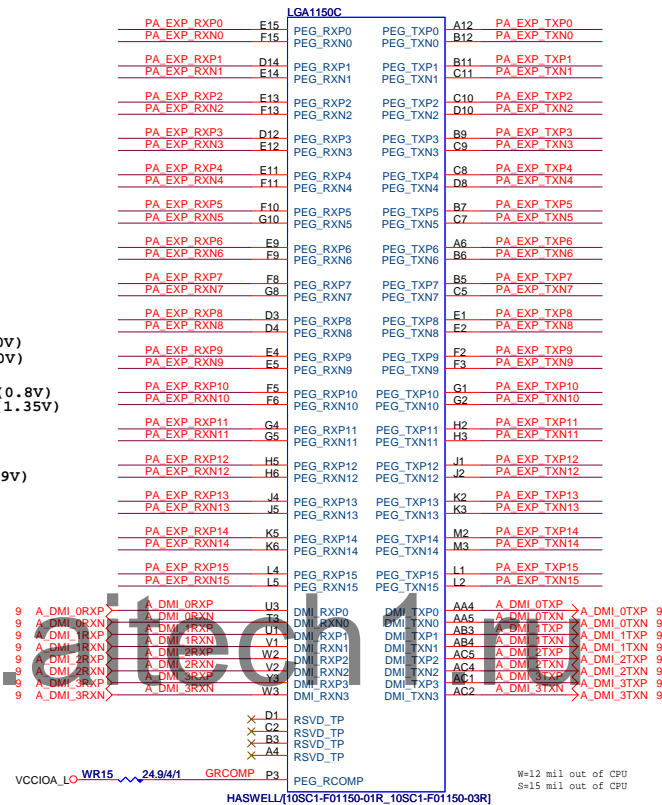 LGA1150C
PA_EXP_RXP0 E15 PEG_RXP0 PEG_TXP0 A12 PA_EXP_TXP0
PA_EXP_RXN0 F15 PEG_RXN0 PEG_TXN0 B12 PA_EXP_TXN0
PA_EXP_RXP1 D14 PEG_RXP1 PEG_TXP1 B11 PA_EXP_TXP1
PA_EXP_RXN1 E14 PEG_RXN1 PEG_TXN1 C11 PA_EXP_TXN1
PA_EXP_RXP2 E13 PEG_RXP2 PEG_TXP2 C10 PA_EXP_TXP2
PA_EXP_RXN2 F13 PEG_RXN2 PEG_TXN2 D10 PA_EXP_TXN2
PA_EXP_RXP3 D12 PEG_RXP3 PEG_TXP3 B9 PA_EXP_TXP3
PA_EXP_RXN3 E12 PEG_RXN3 PEG_TXN3 C9 PA_EXP_TXN3
PA_EXP_RXP4 E11 PEG_RXP4 PEG_TXP4 C8 PA_EXP_TXP4
PA_EXP_RXN4 F11 PEG_RXN4 PEG_TXN4 D8 PA_EXP_TXN4
PA_EXP_RXP5 F10 PEG_RXP5 PEG_TXP5 B7 PA_EXP_TXP5
PA_EXP_RXN5 G10 PEG_RXN5 PEG_TXN5 C7 PA_EXP_TXN5
PA_EXP_RXP6 E9 PEG_RXP6 PEG_TXP6 A6 PA_EXP_TXP6
PA_EXP_RXN6 F9 PEG_RXN6 PEG_TXN6 B6 PA_EXP_TXN6
PA_EXP_RXP7 F8 PEG_RXP7 PEG_TXP7 B5 PA_EXP_TXP7
PA_EXP_RXN7 G8 PEG_RXN7 PEG_TXN7 C5 PA_EXP_TXN7
PA_EXP_RXP8 D3 PEG_RXP8 PEG_TXP8 E1 PA_EXP_TXP8
PA_EXP_RXN8 D4 PEG_RXN8 PEG_TXN8 E2 PA_EXP_TXN8
0V)
PA_EXP_RXP9 E4 PEG_RXP9 PEG_TXP9 F2 PA_EXP_TXP9
0V)
PA_EXP_RXN9 E5 PEG_RXN9 PEG_TXN9 F3 PA_EXP_TXN9
(0.8V)
PA_EXP_RXP10 F5 PEG_RXP10 PEG_TXP10 G1 PA_EXP_TXP10
(1.35V)
PA_EXP_RXN10 F6 PEG_RXN10 PEG_TXN10 G2 PA_EXP_TXN10
PA_EXP_RXP11 G4 PEG_RXP11 PEG_TXP11 H2 PA_EXP_TXP11
PA_EXP_RXN11 G5 PEG_RXN11 PEG_TXN11 H3 PA_EXP_TXN11
PA_EXP_RXP12 H5 PEG_RXP12 PEG_TXP12 J1 PA_EXP_TXP12
9V)
PA_EXP_RXN12 H6 PEG_RXN12 PEG_TXN12 J2 PA_EXP_TXN12
PA_EXP_RXP13 J4 PEG_RXP13 PEG_TXP13 K2 PA_EXP_TXP13
PA_EXP_RXN13 J5 PEG_RXN13 PEG_TXN13 K3 PA_EXP_TXN13
PA_EXP_RXP14 K5 PEG_RXP14 PEG_TXP14 M2 PA_EXP_TXP14
PA_EXP_RXN14 K6 PEG_RXN14 PEG_TXN14 M3 PA_EXP_TXN14
PA_EXP_RXP15 L4 PEG_RXP15 PEG_TXP15 L1 PA_EXP_TXP15
PA_EXP_RXN15 L5 PEG_RXN15 PEG_TXN15 L2 PA_EXP_TXN15
9 A_DMI_0RXP A_DMI_0RXP U3 DMI_RXP0 DMI_TXP0 AA4 A_DMI_0TXP A_DMI_0TXP 9
9 A_DMI_0RXN A_DMI_0RXN T3 DMI_RXN0 DMI_TXN0 AA5 A_DMI_0TXN A_DMI_0TXN 9
9 A_DMI_1RXP A_DMI_1RXP U1 DMI_RXP1 DMI_TXP1 AB3 A_DMI_1TXP A_DMI_1TXP 9
9 A_DMI_1RXN A_DMI_1RXN V1 DMI_RXN1 DMI_TXN1 AB4 A_DMI_1TXN A_DMI_1TXN 9
9 A_DMI_2RXP A_DMI_2RXP W2 DMI_RXP2 DMI_TXP2 AC5 A_DMI_2TXP A_DMI_2TXP 9
9 A_DMI_2RXN A_DMI_2RXN V2 DMI_RXN2 DMI_TXN2 AC4 A_DMI_2TXN A_DMI_2TXN 9
9 A_DMI_3RXP A_DMI_3RXP Y3 DMI_RXP3 DMI_TXP3 AC1 A_DMI_3TXP A_DMI_3TXP 9
9 A_DMI_3RXN A_DMI_3RXN W3 DMI_RXN3 DMI_TXN3 AC2 A_DMI_3TXN A_DMI_3TXN 9
.aitech1.ru
D1 RSVD_TP
C2 RSVD_TP
B3 RSVD_TP
A4 RSVD_TP
VCCIOA_L WR15 24.9/4/1 GRCOMP P3 PEG_RCOMP
W=12 mil out of CPU
S=15 mil out of CPU
HASWELL/[10SC1-F01150-01R_10SC1-F01150-03R]